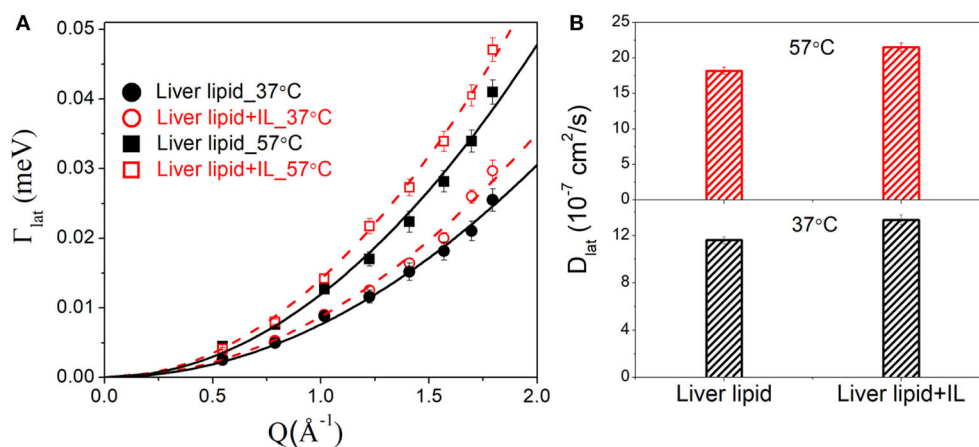 A
Γlat (meV)
0.05
0.04
0.03
0.02
0.01
0.00
Liver lipid_37°C
Liver lipid+IL_37°C
Liver lipid_57°C
Liver lipid+IL_57°C
0.0 0.5 1.0 1.5 2.0
Q(Å⁻¹)
B
Dlat (10⁻⁷ cm²/s)
25
20
15
10
5
0
57°C
12
8
4
0
37°C
Liver lipid Liver lipid+IL